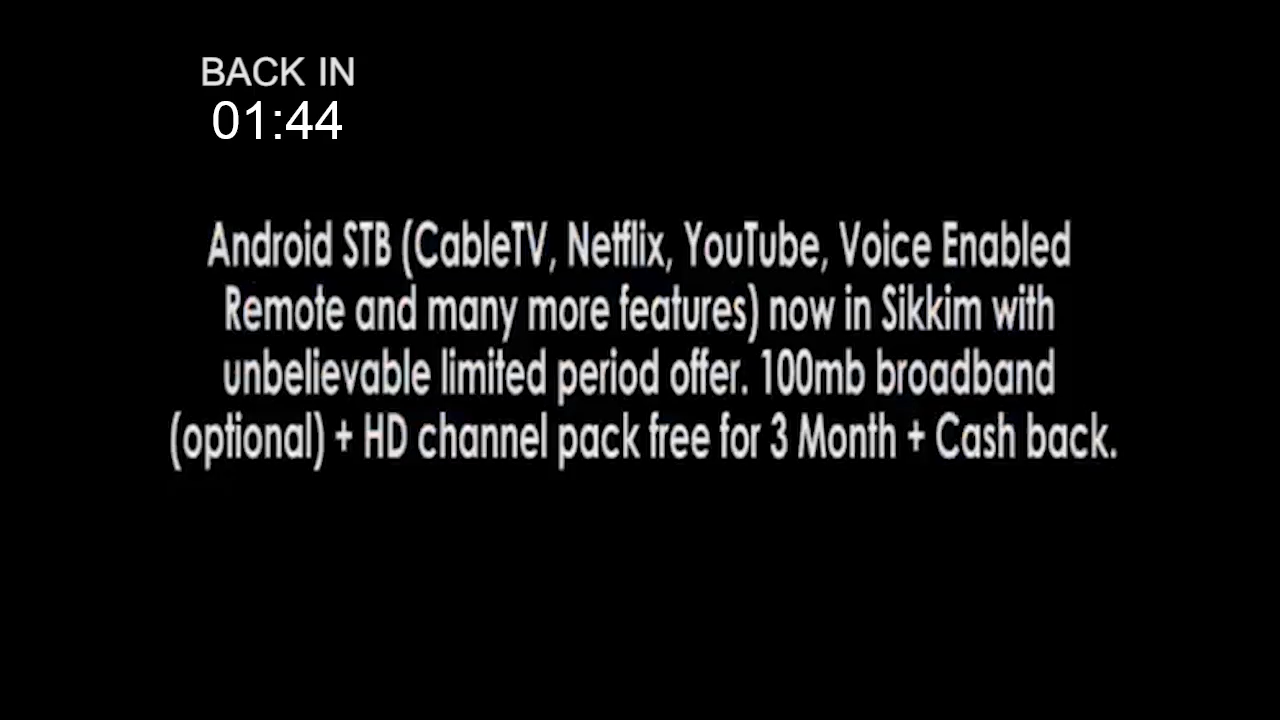 BACK IN
01:44
Android STB (CableTV, Netflix, YouTube, Voice Enabled
Remote and many more features) now in Sikkim with
unbelievable limited period offer. 100mb broadband
(optional) + HD channel pack free for 3 Month + Cash back.